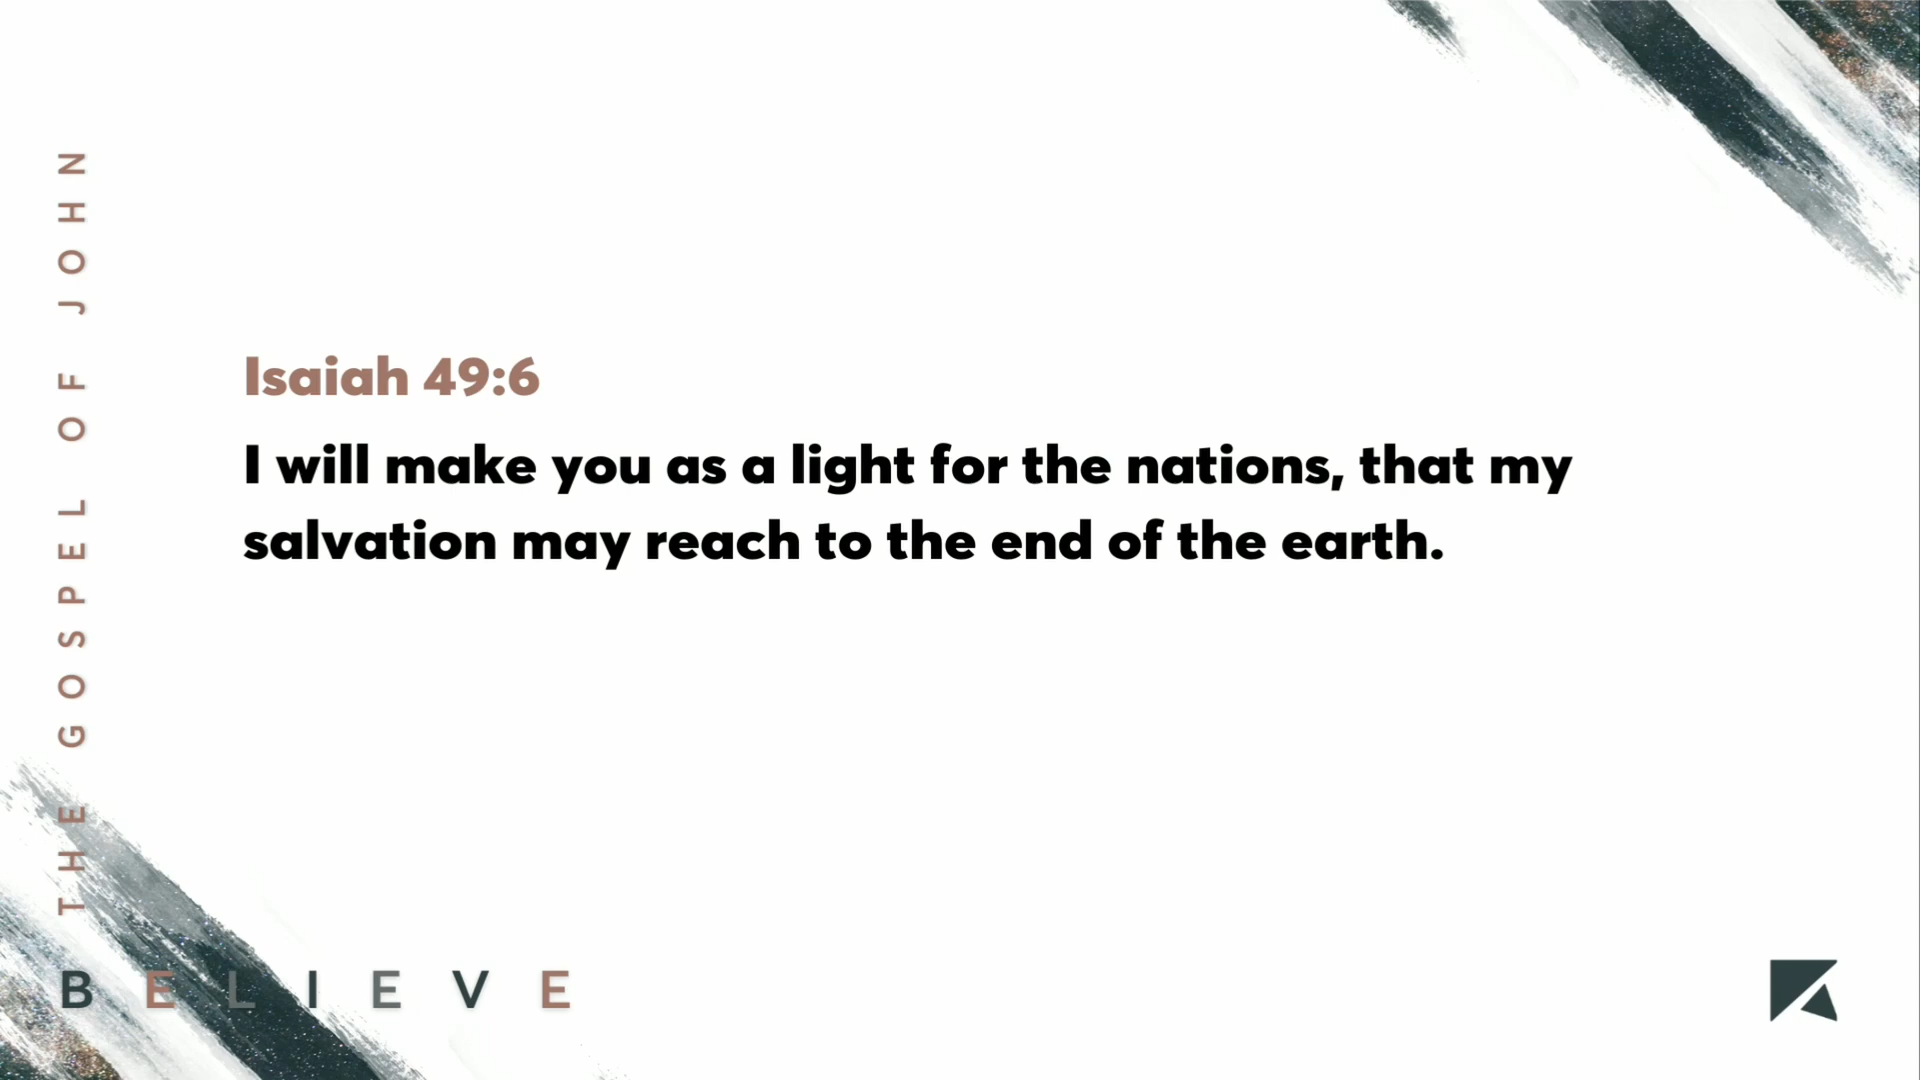 THE GOSPEL OF JOHN
Isaiah 49:6
I will make you as a light for the nations, that my
salvation may reach to the end of the earth.
BELIEVE